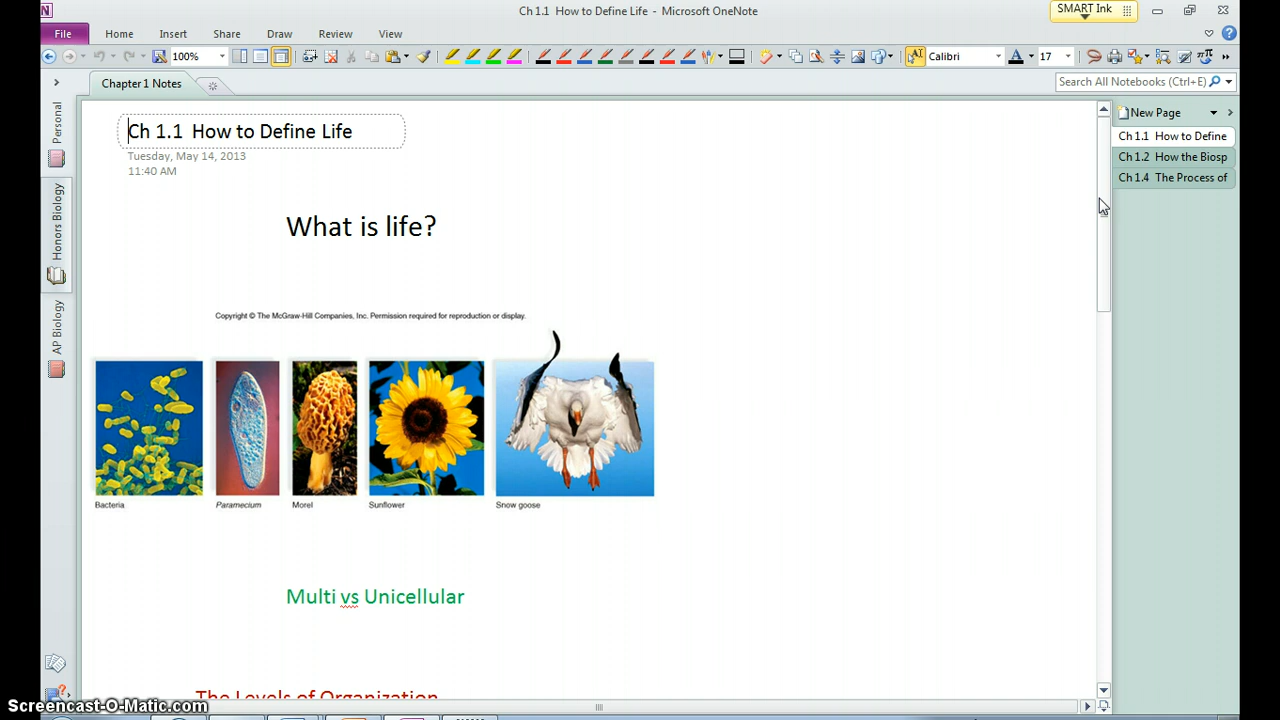 Ch 1.1 How to Define Life - Microsoft OneNote
SMART Ink
File Home Insert Share Draw Review View
100%
Calibri
17
Chapter 1 Notes
Search All Notebooks (Ctrl+E)
Personal
Honors Biology
AP Biology
New Page
Ch 1.1 How to Define
Ch 1.2 How the Biosp
Ch 1.4 The Process of
Ch 1.1 How to Define Life
Tuesday, May 14, 2013
11:40 AM
What is life?
Copyright © The McGraw-Hill Companies, Inc. Permission required for reproduction or display.
Bacteria Paramecium Morel Sunflower Snow goose
Multi vs Unicellular
The Levels of Organization
Screencast-O-Matic.com